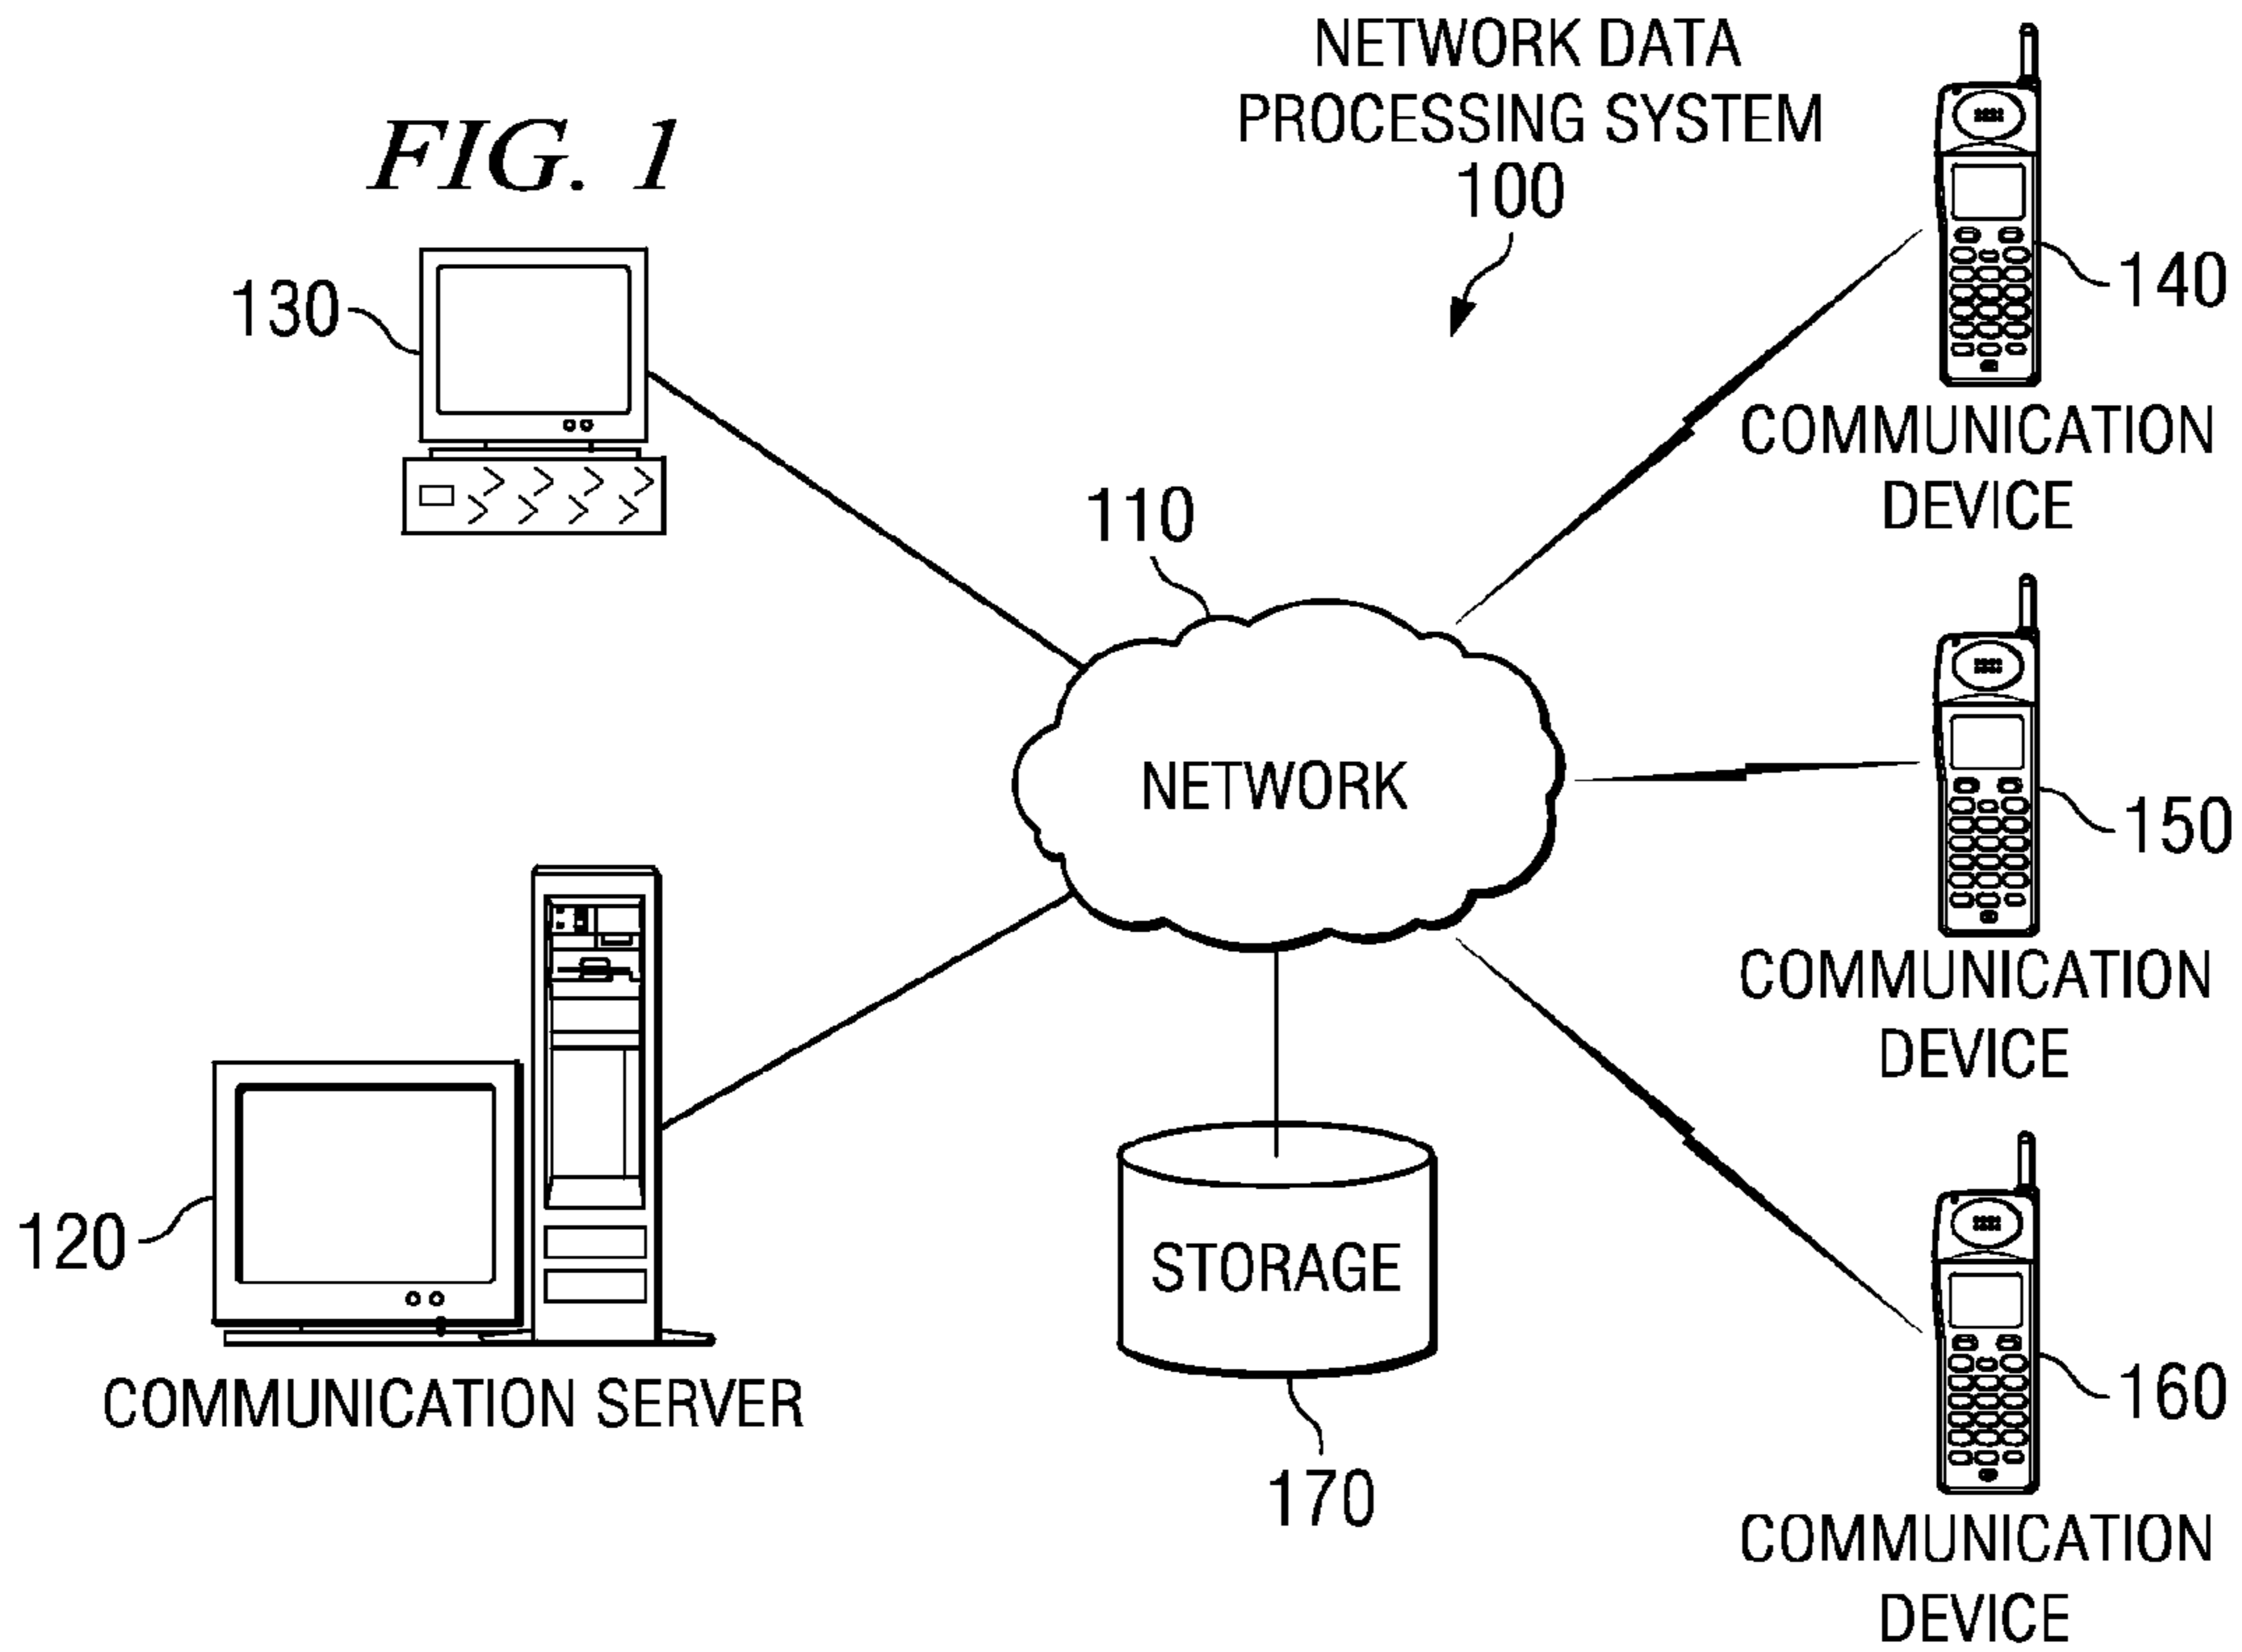 FIG. 1
NETWORK DATA
PROCESSING SYSTEM
100
130
140
COMMUNICATION
DEVICE
110
NETWORK
150
COMMUNICATION
DEVICE
120
COMMUNICATION SERVER
STORAGE
170
160
COMMUNICATION
DEVICE